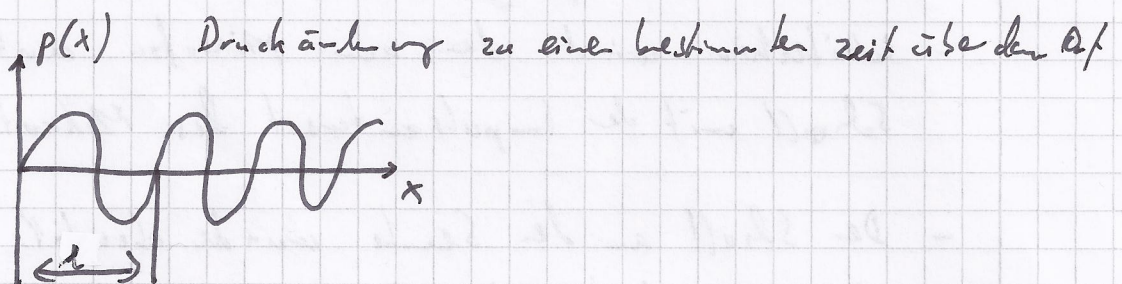 p(x) Druckänderung zu einer bestimmten zeit über den Ort
x
λ